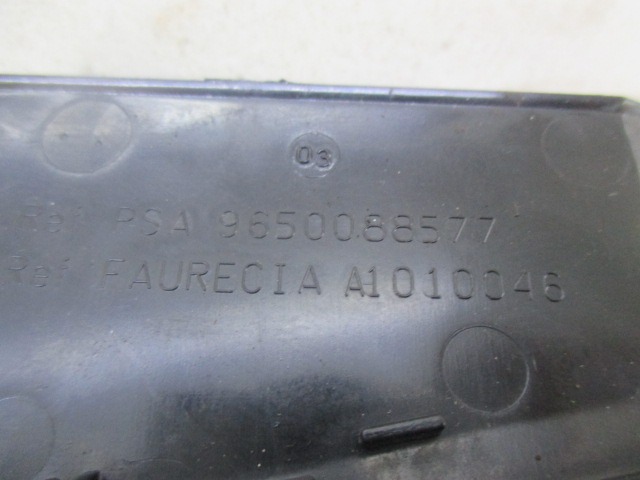 03
Ref PSA 9650088577
Ref FAURECIA A1010046